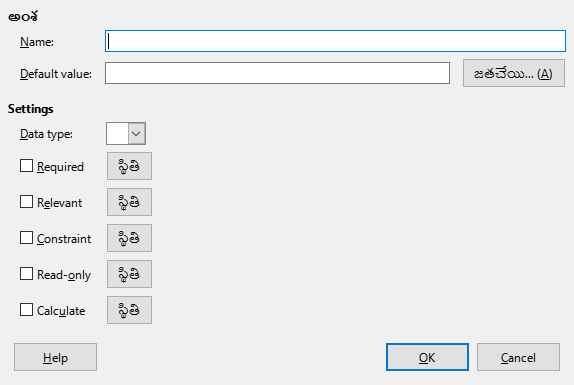 అంశ
Name:
Default value: జతచేయి... (A)
Settings
Data type:
Required స్థితి
Relevant స్థితి
Constraint స్థితి
Read-only స్థితి
Calculate స్థితి
Help OK Cancel